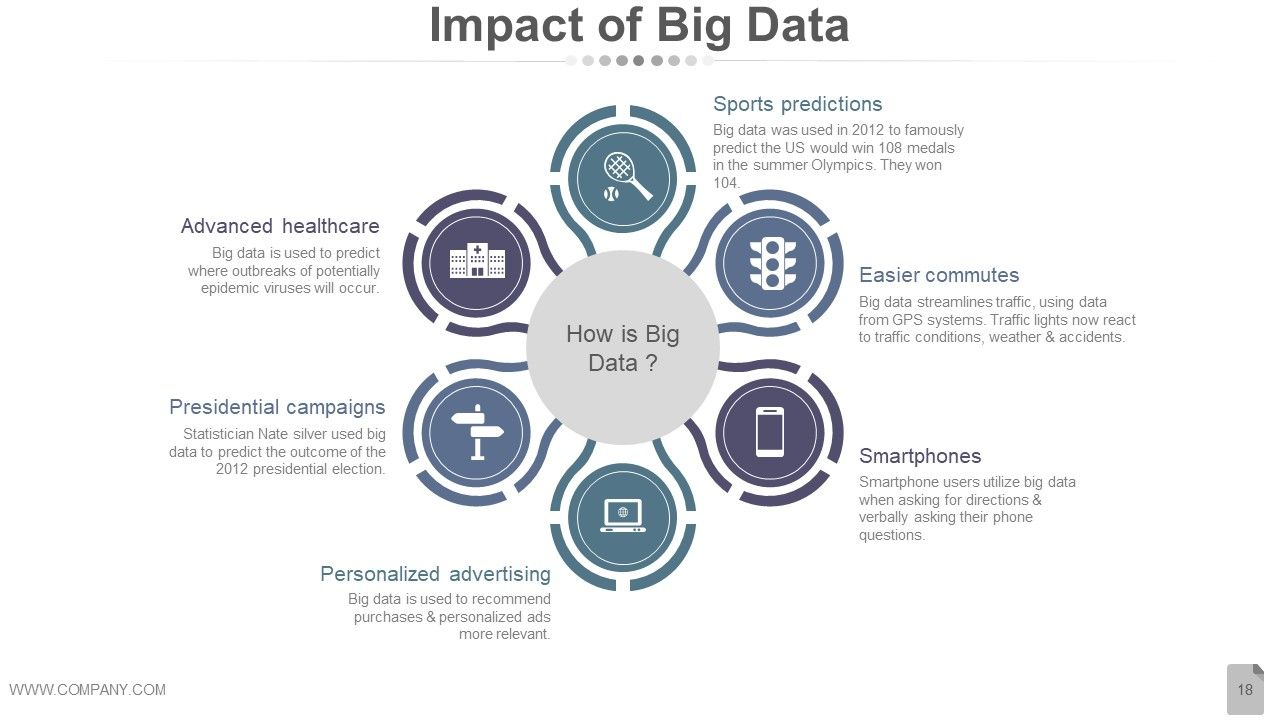 Impact of Big Data
Sports predictions
Big data was used in 2012 to famously
predict the US would win 108 medals
in the summer Olympics. They won
104.
Advanced healthcare
Big data is used to predict
where outbreaks of potentially
epidemic viruses will occur.
Easier commutes
Big data streamlines traffic, using data
from GPS systems. Traffic lights now react
to traffic conditions, weather & accidents.
How is Big
Data ?
Presidential campaigns
Statistician Nate silver used big
data to predict the outcome of the
2012 presidential election.
Smartphones
Smartphone users utilize big data
when asking for directions &
verbally asking their phone
questions.
Personalized advertising
Big data is used to recommend
purchases & personalized ads
more relevant.
WWW.COMPANY.COM
18